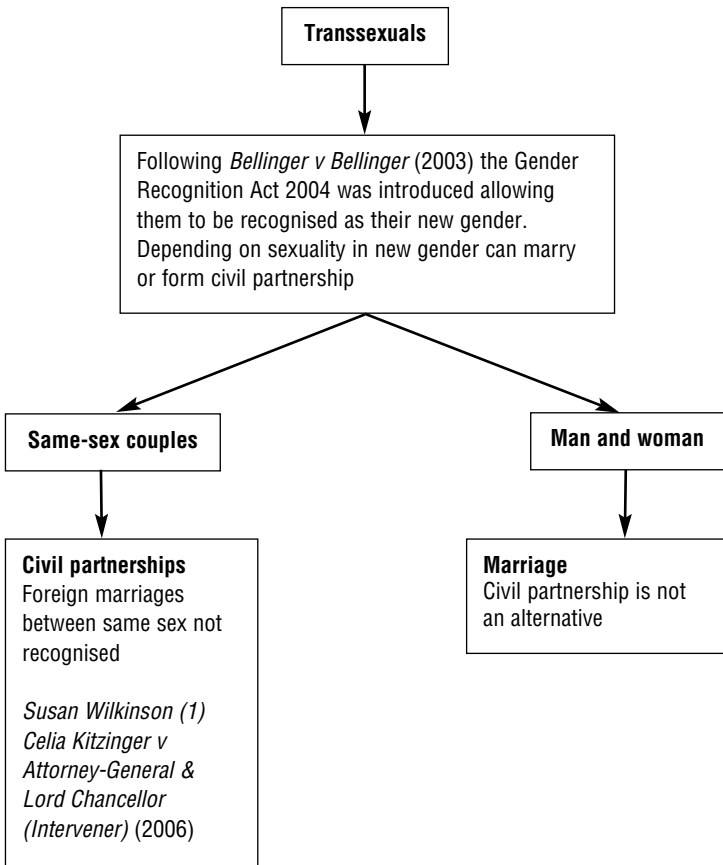 Transsexuals
Following Bellinger v Bellinger (2003) the Gender
Recognition Act 2004 was introduced allowing
them to be recognised as their new gender.
Depending on sexuality in new gender can marry
or form civil partnership
Same-sex couples
Man and woman
Civil partnerships
Foreign marriages
between same sex not
recognised
Susan Wilkinson (1)
Celia Kitzinger v
Attorney-General &
Lord Chancellor
(Intervener) (2006)
Marriage
Civil partnership is not
an alternative